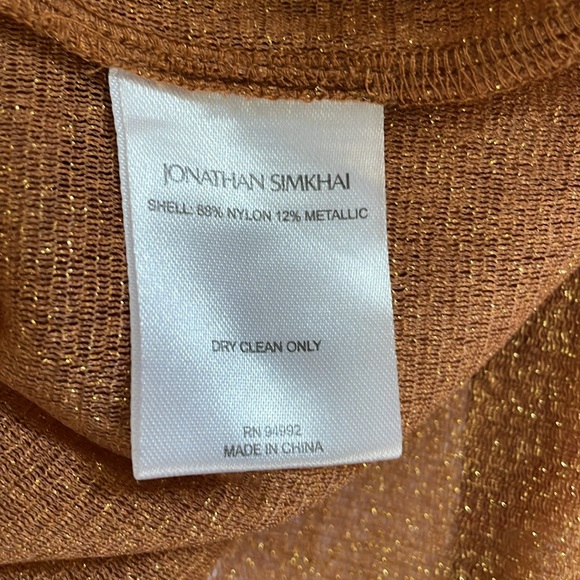 JONATHAN SIMKHAI
SHELL: 88% NYLON 12% METALLIC
DRY CLEAN ONLY
RN 94992
MADE IN CHINA